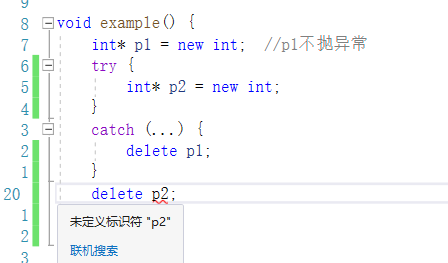 9
8 void example() {
7 int* p1 = new int; //p1不抛异常
6 try {
5 int* p2 = new int;
4 }
3 catch (...) {
2 delete p1;
1 }
20 delete p2;
1 未定义标识符 "p2"
2 联机搜索
3